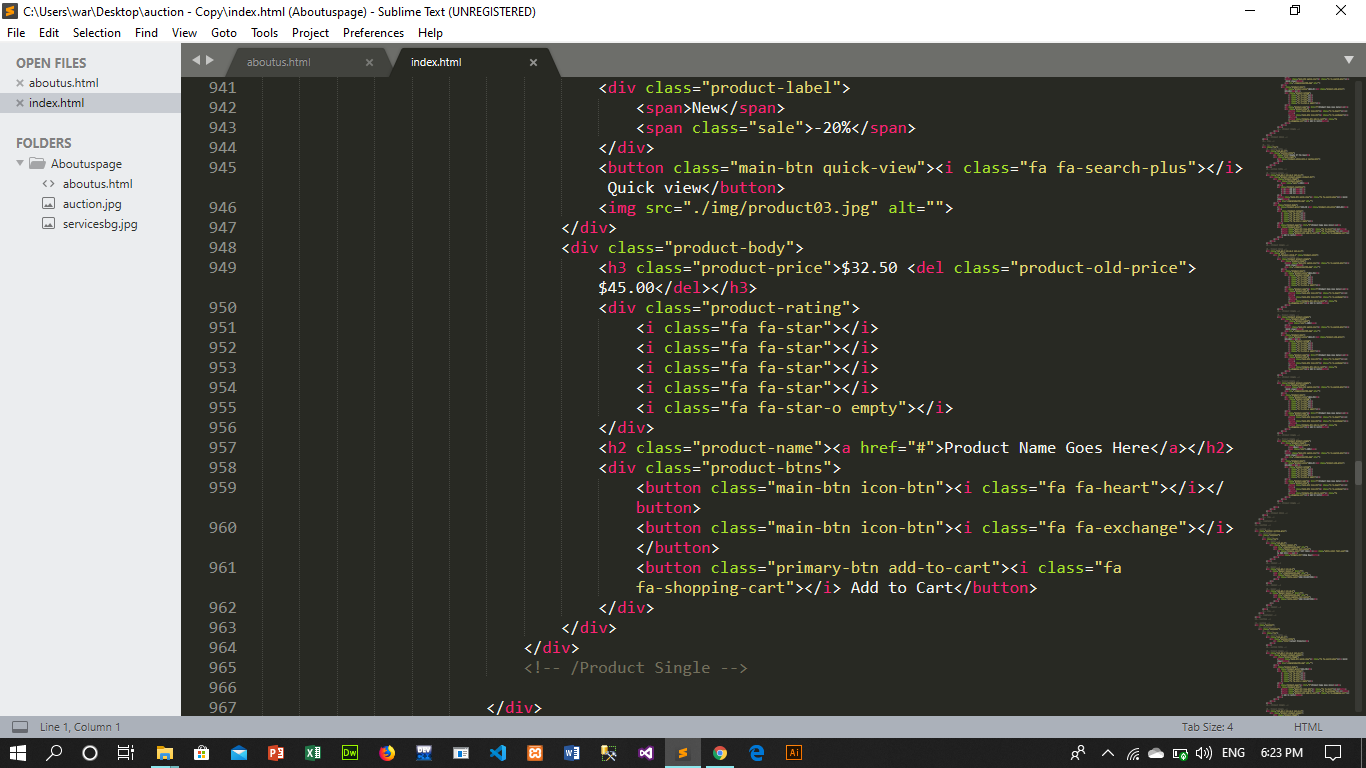 C:\Users\war\Desktop\auction - Copy\index.html (Aboutuspage) - Sublime Text (UNREGISTERED)
File Edit Selection Find View Goto Tools Project Preferences Help
OPEN FILES
aboutus.html
index.html
FOLDERS
Aboutuspage
aboutus.html
auction.jpg
servicesbg.jpg
aboutus.html index.html
941 <div class="product-label">
942 <span>New</span>
943 <span class="sale">-20%</span>
944 </div>
945 <button class="main-btn quick-view"><i class="fa fa-search-plus"></i>
Quick view</button>
946 <img src="./img/product03.jpg" alt="">
947 </div>
948 <div class="product-body">
949 <h3 class="product-price">$32.50 <del class="product-old-price">
$45.00</del></h3>
950 <div class="product-rating">
951 <i class="fa fa-star"></i>
952 <i class="fa fa-star"></i>
953 <i class="fa fa-star"></i>
954 <i class="fa fa-star"></i>
955 <i class="fa fa-star-o empty"></i>
956 </div>
957 <h2 class="product-name"><a href="#">Product Name Goes Here</a></h2>
958 <div class="product-btns">
959 <button class="main-btn icon-btn"><i class="fa fa-heart"></i></
button>
960 <button class="main-btn icon-btn"><i class="fa fa-exchange"></i>
</button>
961 <button class="primary-btn add-to-cart"><i class="fa
fa-shopping-cart"></i> Add to Cart</button>
962 </div>
963 </div>
964 </div>
965 <!-- /Product Single -->
966
967 </div>
Line 1, Column 1 Tab Size: 4 HTML
Dw DEV Ai ENG 6:23 PM